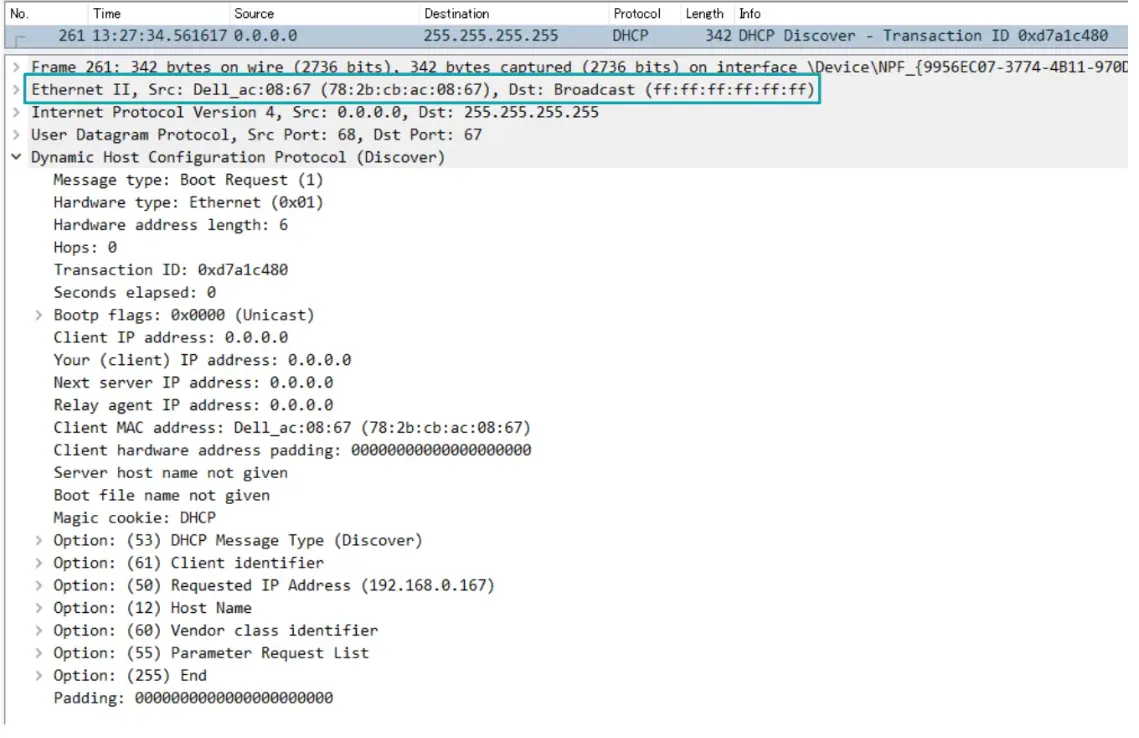 No. Time Source Destination Protocol Length Info
261 13:27:34.561617 0.0.0.0 255.255.255.255 DHCP 342 DHCP Discover - Transaction ID 0xd7a1c480
Frame 261: 342 bytes on wire (2736 bits), 342 bytes captured (2736 bits) on interface \Device\NPF_{9956EC07-3774-4B11-970D
Ethernet II, Src: Dell_ac:08:67 (78:2b:cb:ac:08:67), Dst: Broadcast (ff:ff:ff:ff:ff:ff)
Internet Protocol Version 4, Src: 0.0.0.0, Dst: 255.255.255.255
User Datagram Protocol, Src Port: 68, Dst Port: 67
Dynamic Host Configuration Protocol (Discover)
Message type: Boot Request (1)
Hardware type: Ethernet (0x01)
Hardware address length: 6
Hops: 0
Transaction ID: 0xd7a1c480
Seconds elapsed: 0
Bootp flags: 0x0000 (Unicast)
Client IP address: 0.0.0.0
Your (client) IP address: 0.0.0.0
Next server IP address: 0.0.0.0
Relay agent IP address: 0.0.0.0
Client MAC address: Dell_ac:08:67 (78:2b:cb:ac:08:67)
Client hardware address padding: 00000000000000000000
Server host name not given
Boot file name not given
Magic cookie: DHCP
Option: (53) DHCP Message Type (Discover)
Option: (61) Client identifier
Option: (50) Requested IP Address (192.168.0.167)
Option: (12) Host Name
Option: (60) Vendor class identifier
Option: (55) Parameter Request List
Option: (255) End
Padding: 0000000000000000000000